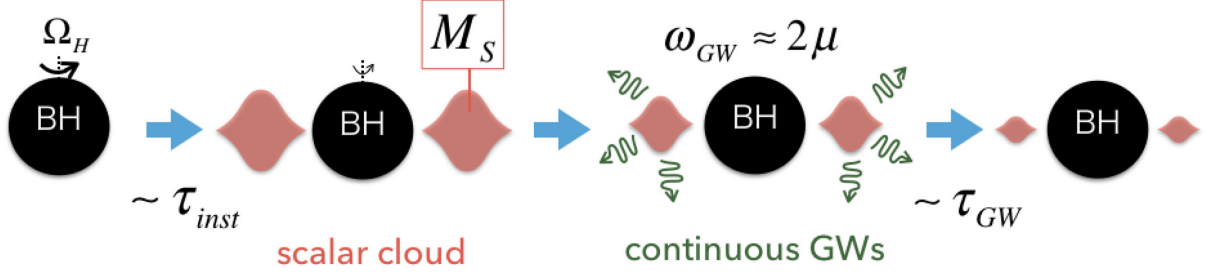 Ω_H
BH
~ τ_inst
BH
M_S
scalar cloud
ω_GW ≈ 2μ
BH
continuous GWs
~ τ_GW
BH